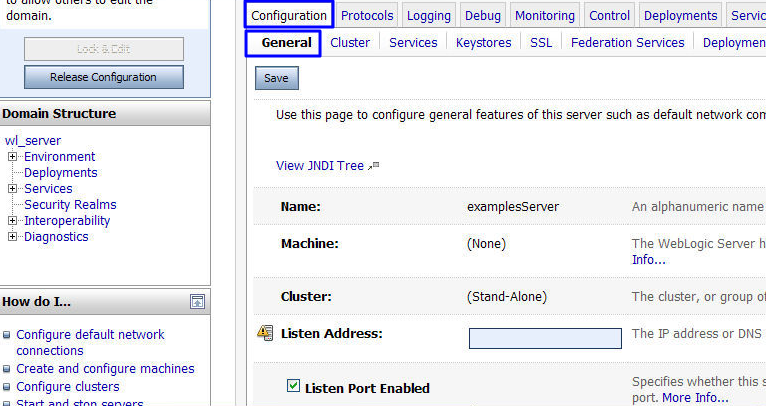 to allow others to edit the
domain.
Lock & Edit
Release Configuration
Domain Structure
wl_server
Environment
Deployments
Services
Security Realms
Interoperability
Diagnostics
How do I...
Configure default network
connections
Create and configure machines
Configure clusters
Start and stop servers
Configuration Protocols Logging Debug Monitoring Control Deployments
General Cluster Services Keystores SSL Federation Services
Save
Use this page to configure general features of this server such as default network
View JNDI Tree
Name: examplesServer An alphanumeric name
Machine: (None) The WebLogic Server
Info...
Cluster: (Stand-Alone) The cluster, or group of
Listen Address: The IP address or DNS
Listen Port Enabled Specifies whether this
port. More Info...